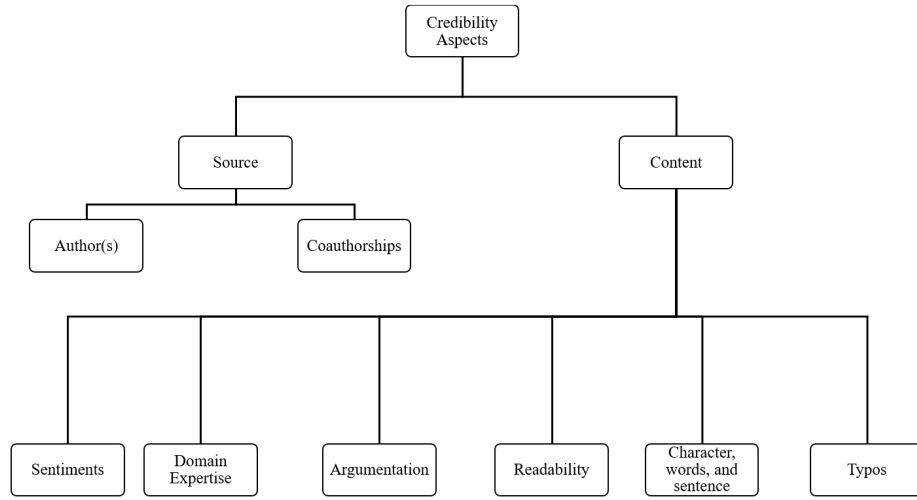 Credibility
Aspects
Source
Content
Author(s)
Coauthorships
Sentiments
Domain
Expertise
Argumentation
Readability
Character,
words, and
sentence
Typos